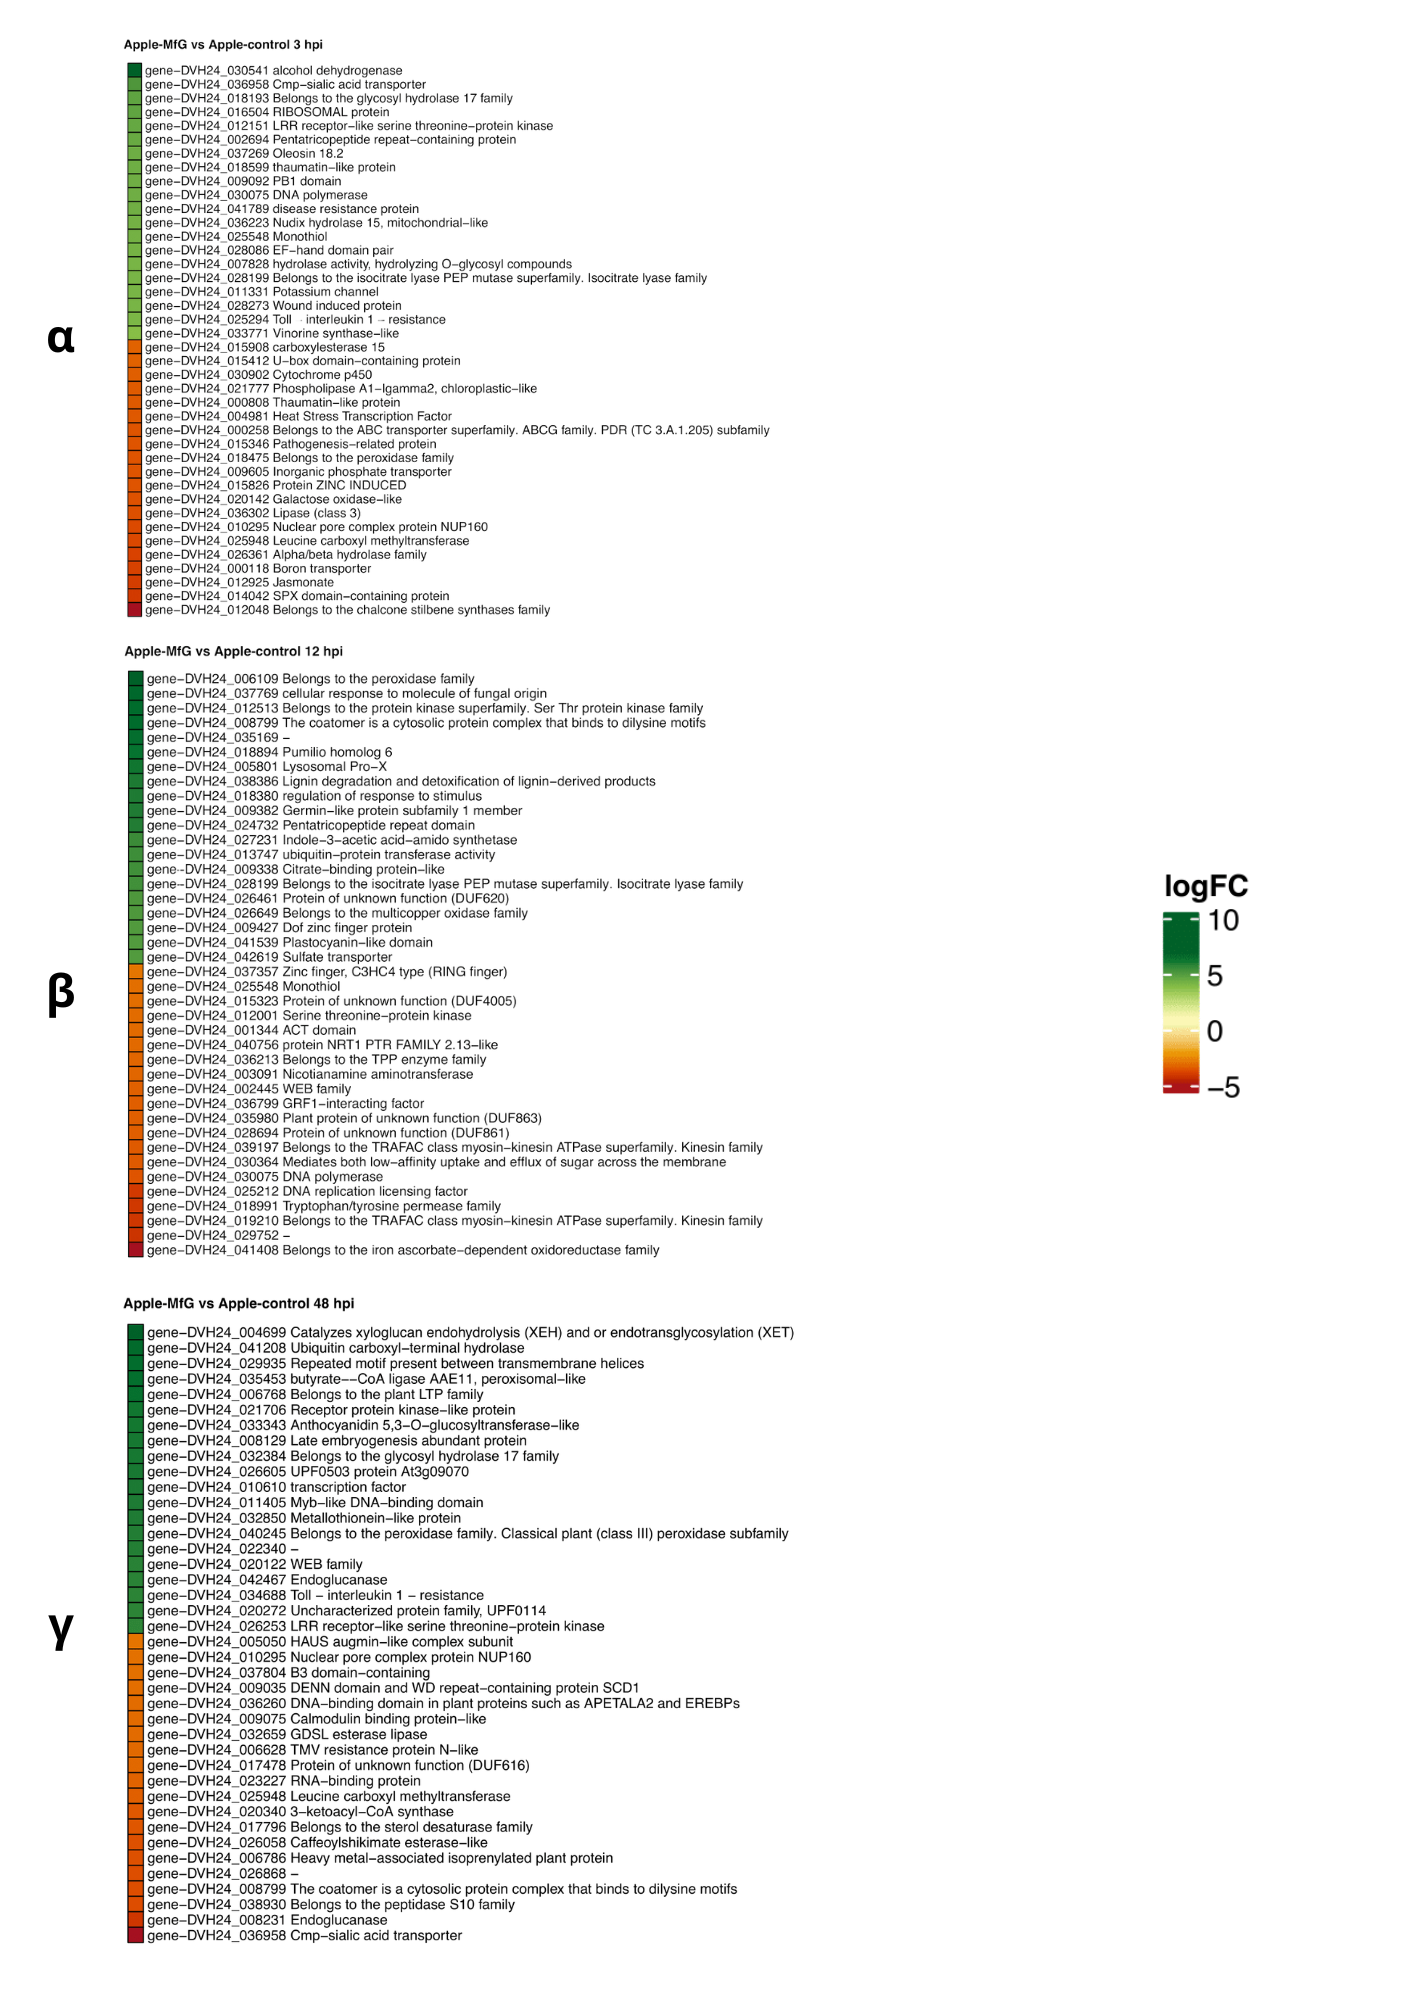 Apple-MfG vs Apple-control 3 hpi
gene-DVH24_030541 alcohol dehydrogenase
gene-DVH24_036958 Cmp-sialic acid transporter
gene-DVH24_018193 Belongs to the glycosyl hydrolase 17 family
gene-DVH24_016504 RIBOSOMAL protein
gene-DVH24_012151 LRR receptor-like serine threonine-protein kinase
gene-DVH24_002694 Pentatricopeptide repeat-containing protein
gene-DVH24_037269 Oleosin 18.2
gene-DVH24_018599 thaumatin-like protein
gene-DVH24_009092 PB1 domain
gene-DVH24_030075 DNA polymerase
gene-DVH24_041789 disease resistance protein
gene-DVH24_036223 Nudix hydrolase 15, mitochondrial-like
gene-DVH24_025548 Monothiol
gene-DVH24_028086 EF-hand domain pair
gene-DVH24_007828 hydrolase activity, hydrolyzing O-glycosyl compounds
gene-DVH24_028199 Belongs to the isocitrate lyase PEP mutase superfamily. Isocitrate lyase family
gene-DVH24_011331 Potassium channel
gene-DVH24_028273 Wound induced protein
gene-DVH24_025294 Toll - interleukin 1 - resistance
gene-DVH24_033771 Vinorine synthase-like
α
gene-DVH24_015908 carboxylesterase 15
gene-DVH24_015412 U-box domain-containing protein
gene-DVH24_030902 Cytochrome p450
gene-DVH24_021777 Phospholipase A1-Igamma2, chloroplastic-like
gene-DVH24_000808 Thaumatin-like protein
gene-DVH24_004981 Heat Stress Transcription Factor
gene-DVH24_000258 Belongs to the ABC transporter superfamily. ABCG family. PDR (TC 3.A.1.205) subfamily
gene-DVH24_015346 Pathogenesis-related protein
gene-DVH24_018475 Belongs to the peroxidase family
gene-DVH24_009605 Inorganic phosphate transporter
gene-DVH24_015826 Protein ZINC INDUCED
gene-DVH24_020142 Galactose oxidase-like
gene-DVH24_036302 Lipase (class 3)
gene-DVH24_010295 Nuclear pore complex protein NUP160
gene-DVH24_025948 Leucine carboxyl methyltransferase
gene-DVH24_026361 Alpha/beta hydrolase family
gene-DVH24_000118 Boron transporter
gene-DVH24_012925 Jasmonate
gene-DVH24_014042 SPX domain-containing protein
gene-DVH24_012048 Belongs to the chalcone stilbene synthases family
Apple-MfG vs Apple-control 12 hpi
gene-DVH24_006109 Belongs to the peroxidase family
gene-DVH24_037769 cellular response to molecule of fungal origin
gene-DVH24_012513 Belongs to the protein kinase superfamily. Ser Thr protein kinase family
gene-DVH24_008799 The coatomer is a cytosolic protein complex that binds to dilysine motifs
gene-DVH24_035169 -
gene-DVH24_018894 Pumilio homolog 6
gene-DVH24_005801 Lysosomal Pro-X
gene-DVH24_038386 Lignin degradation and detoxification of lignin-derived products
gene-DVH24_018380 regulation of response to stimulus
gene-DVH24_009382 Germin-like protein subfamily 1 member
gene-DVH24_024732 Pentatricopeptide repeat domain
gene-DVH24_027231 Indole-3-acetic acid-amido synthetase
gene-DVH24_013747 ubiquitin-protein transferase activity
gene-DVH24_009338 Citrate-binding protein-like
gene-DVH24_028199 Belongs to the isocitrate lyase PEP mutase superfamily. Isocitrate lyase family
gene-DVH24_026461 Protein of unknown function (DUF620)
gene-DVH24_026649 Belongs to the multicopper oxidase family
gene-DVH24_009427 Dof zinc finger protein
gene-DVH24_041539 Plastocyanin-like domain
gene-DVH24_042619 Sulfate transporter
gene-DVH24_037357 Zinc finger, C3HC4 type (RING finger)
gene-DVH24_025548 Monothiol
β
gene-DVH24_015323 Protein of unknown function (DUF4005)
gene-DVH24_012001 Serine threonine-protein kinase
gene-DVH24_001344 ACT domain
gene-DVH24_040756 protein NRT1 PTR FAMILY 2.13-like
gene-DVH24_036213 Belongs to the TPP enzyme family
gene-DVH24_003091 Nicotianamine aminotransferase
gene-DVH24_002445 WEB family
gene-DVH24_036799 GRF1-interacting factor
gene-DVH24_035980 Plant protein of unknown function (DUF863)
gene-DVH24_028694 Protein of unknown function (DUF861)
gene-DVH24_039197 Belongs to the TRAFAC class myosin-kinesin ATPase superfamily. Kinesin family
gene-DVH24_030364 Mediates both low-affinity uptake and efflux of sugar across the membrane
gene-DVH24_030075 DNA polymerase
gene-DVH24_025212 DNA replication licensing factor
gene-DVH24_018991 Tryptophan/tyrosine permease family
gene-DVH24_019210 Belongs to the TRAFAC class myosin-kinesin ATPase superfamily. Kinesin family
gene-DVH24_029752 -
gene-DVH24_041408 Belongs to the iron ascorbate-dependent oxidoreductase family
logFC
10
5
0
-5
Apple-MfG vs Apple-control 48 hpi
gene-DVH24_004699 Catalyzes xyloglucan endohydrolysis (XEH) and or endotransglycosylation (XET)
gene-DVH24_041208 Ubiquitin carboxyl-terminal hydrolase
gene-DVH24_029935 Repeated motif present between transmembrane helices
gene-DVH24_035453 butyrate--CoA ligase AAE11, peroxisomal-like
gene-DVH24_006768 Belongs to the plant LTP family
gene-DVH24_021706 Receptor protein kinase-like protein
gene-DVH24_033343 Anthocyanidin 5,3-O-glucosyltransferase-like
gene-DVH24_008129 Late embryogenesis abundant protein
gene-DVH24_032384 Belongs to the glycosyl hydrolase 17 family
gene-DVH24_026605 UPF0503 protein At3g09070
gene-DVH24_010610 transcription factor
gene-DVH24_011405 Myb-like DNA-binding domain
gene-DVH24_032850 Metallothionein-like protein
gene-DVH24_040245 Belongs to the peroxidase family. Classical plant (class III) peroxidase subfamily
gene-DVH24_022340 -
gene-DVH24_020122 WEB family
gene-DVH24_042467 Endoglucanase
gene-DVH24_034688 Toll - interleukin 1 - resistance
gene-DVH24_020272 Uncharacterized protein family, UPF0114
gene-DVH24_026253 LRR receptor-like serine threonine-protein kinase
γ
gene-DVH24_005050 HAUS augmin-like complex subunit
gene-DVH24_010295 Nuclear pore complex protein NUP160
gene-DVH24_037804 B3 domain-containing
gene-DVH24_009035 DENN domain and WD repeat-containing protein SCD1
gene-DVH24_036260 DNA-binding domain in plant proteins such as APETALA2 and EREBPs
gene-DVH24_009075 Calmodulin binding protein-like
gene-DVH24_032659 GDSL esterase lipase
gene-DVH24_006628 TMV resistance protein N-like
gene-DVH24_017478 Protein of unknown function (DUF616)
gene-DVH24_023227 RNA-binding protein
gene-DVH24_025948 Leucine carboxyl methyltransferase
gene-DVH24_020340 3-ketoacyl-CoA synthase
gene-DVH24_017796 Belongs to the sterol desaturase family
gene-DVH24_026058 Caffeoylshikimate esterase-like
gene-DVH24_006786 Heavy metal-associated isoprenylated plant protein
gene-DVH24_026868 -
gene-DVH24_008799 The coatomer is a cytosolic protein complex that binds to dilysine motifs
gene-DVH24_038930 Belongs to the peptidase S10 family
gene-DVH24_008231 Endoglucanase
gene-DVH24_036958 Cmp-sialic acid transporter